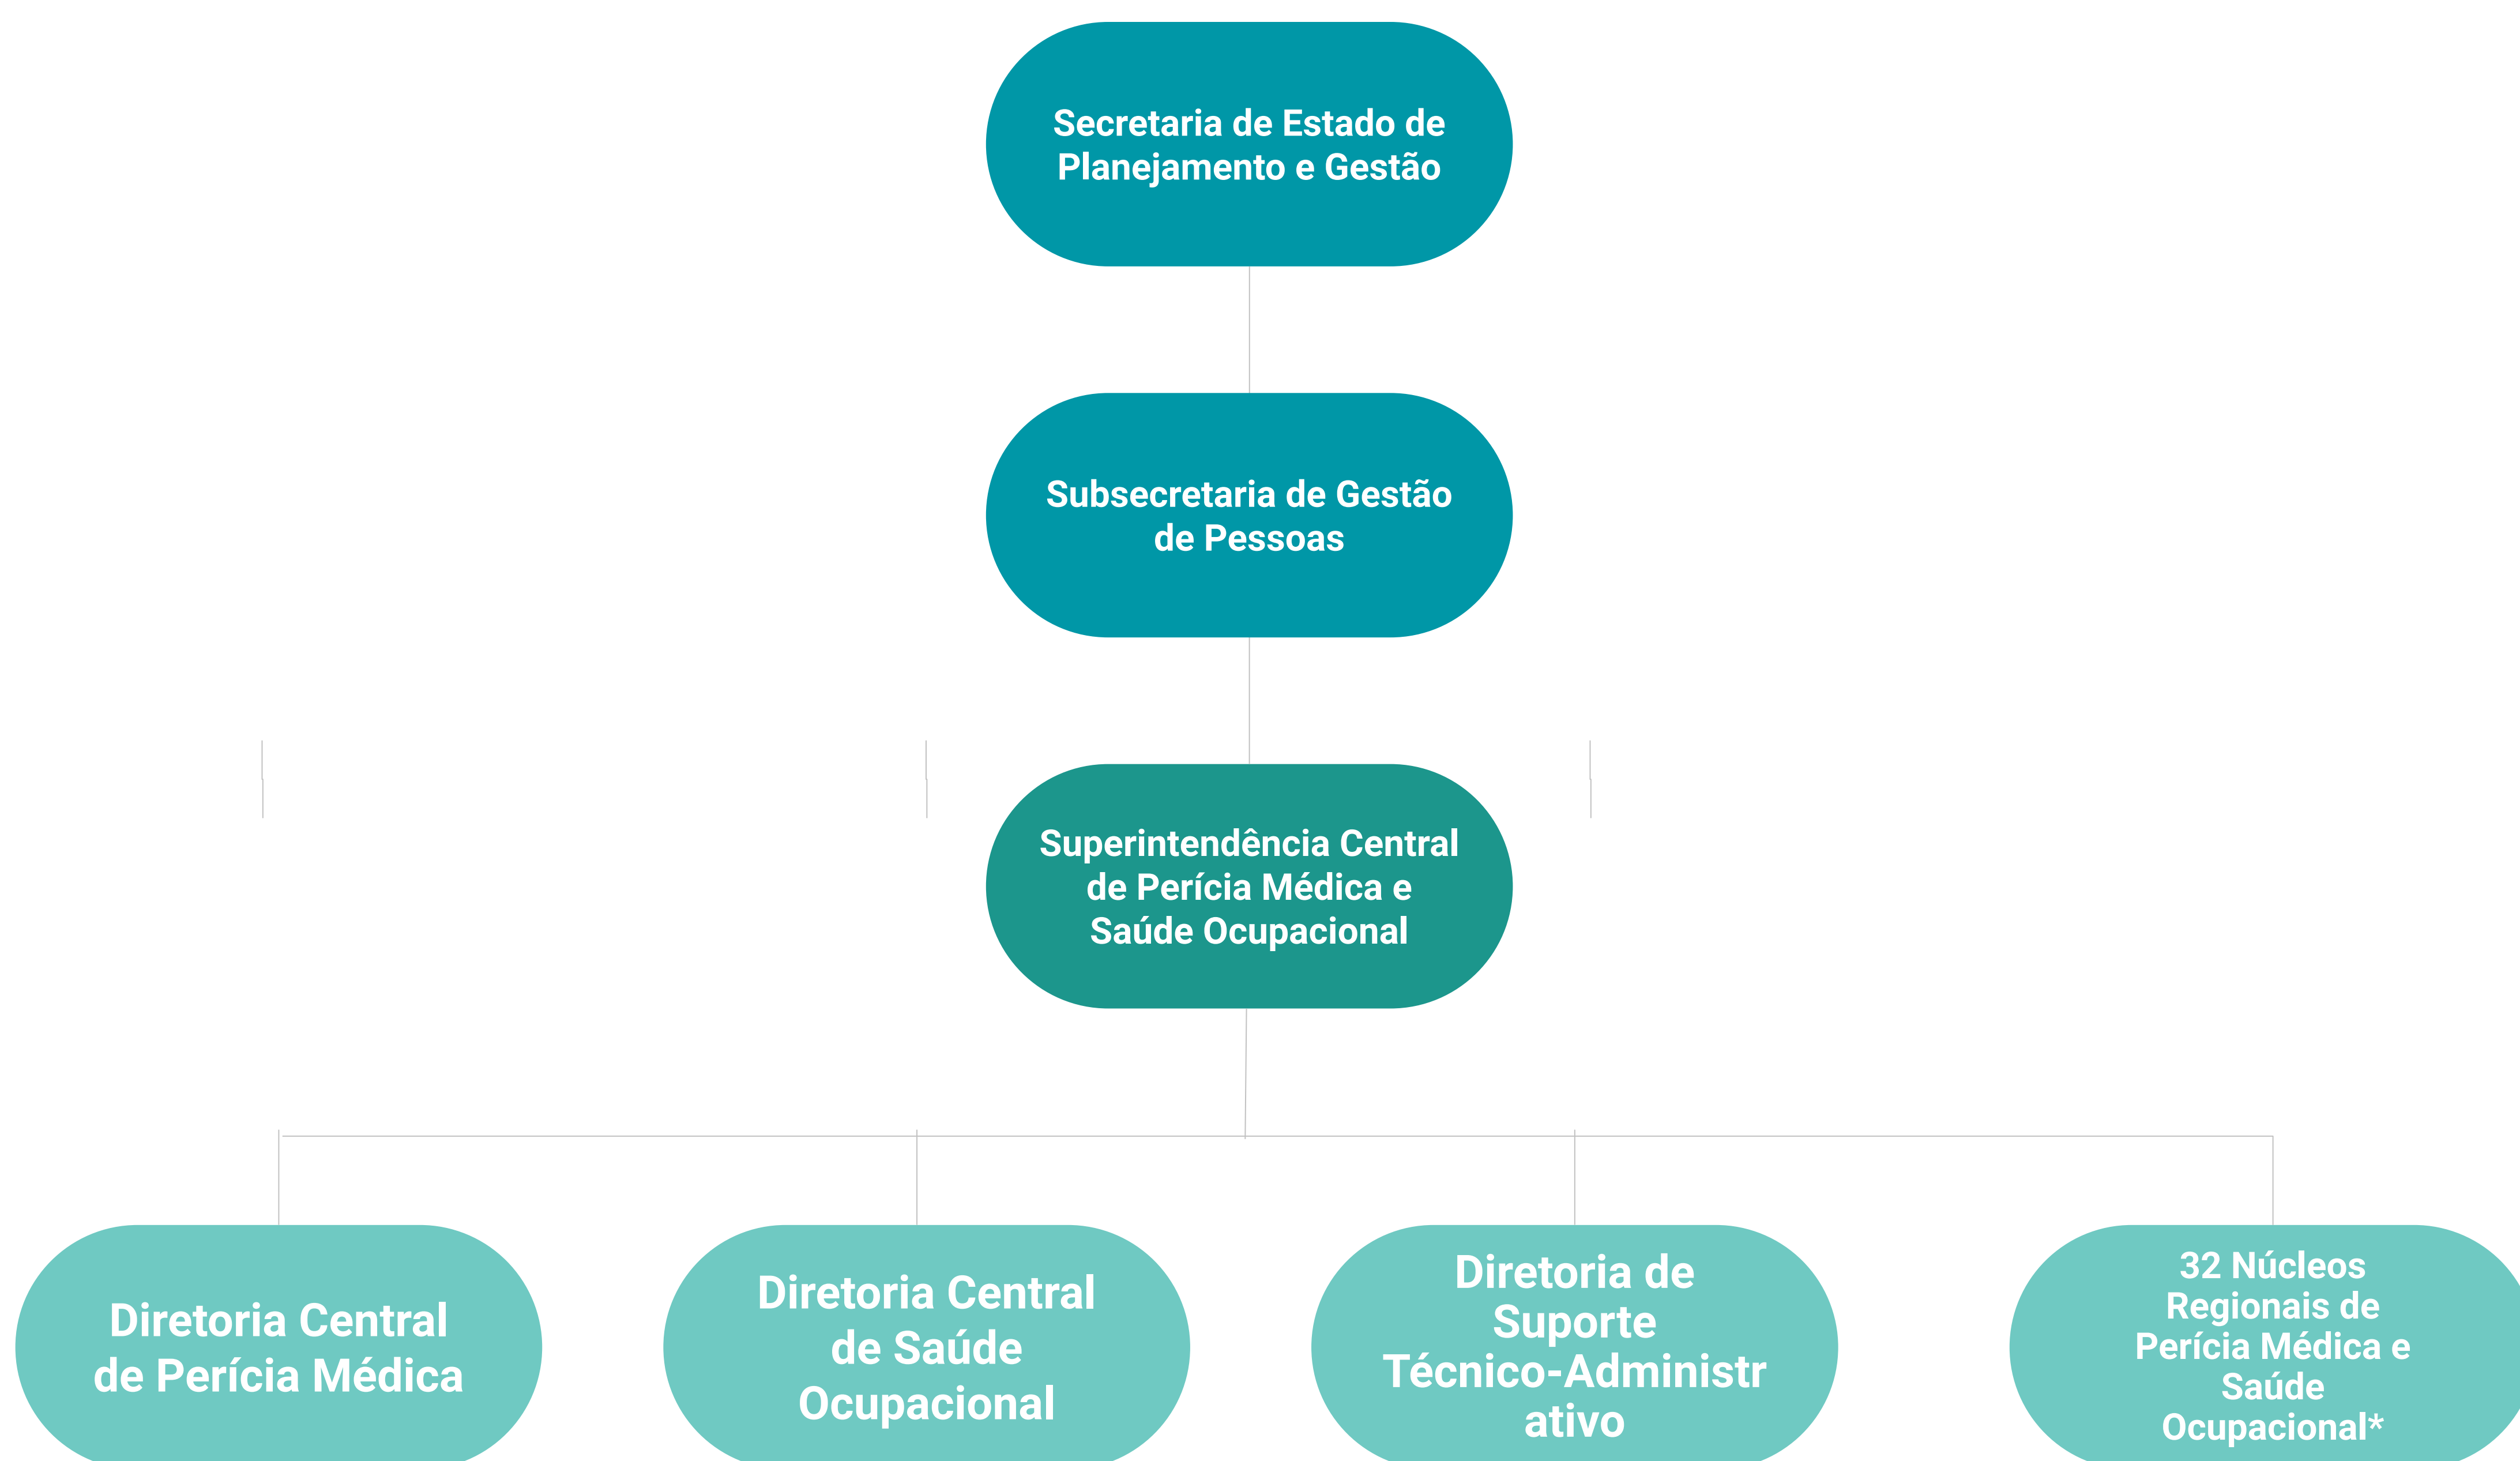 Secretaria de Estado de
Planejamento e Gestão
Subsecretaria de Gestão
de Pessoas
Superintendência Central
de Perícia Médica e
Saúde Ocupacional
Diretoria Central
de Perícia Médica
Diretoria Central
de Saúde
Ocupacional
Diretoria de
Suporte
Técnico-Administr
ativo
32 Núcleos
Regionais de
Perícia Médica e
Saúde
Ocupacional*